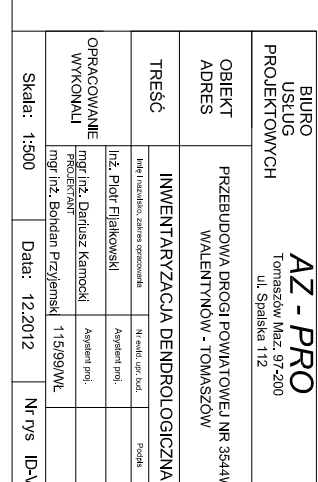 BIURO
USŁUG
PROJEKTOWYCH
AZ - PRO
Tomaszów Maz. 97-200
ul. Spalska 112
OBIEKT
ADRES
PRZEBUDOWA DROGI POWIATOWEJ NR 3544W
WALENTYNÓW - TOMASZÓW
TREŚĆ
INWENTARYZACJA DENDROLOGICZNA
OPRACOWANIE
WYKONALI
Imię i nazwisko, zakres opracowania Nr ewid. upr. bud. Podpis
Inż. Piotr Fijałkowski Asystent proj.
mgr inż. Dariusz Kamocki Asystent proj.
PROJEKTANT
mgr inż. Bohdan Przyjemski 115/99/WŁ
Skala: 1:500 Data: 12.2012 Nr rys ID-V